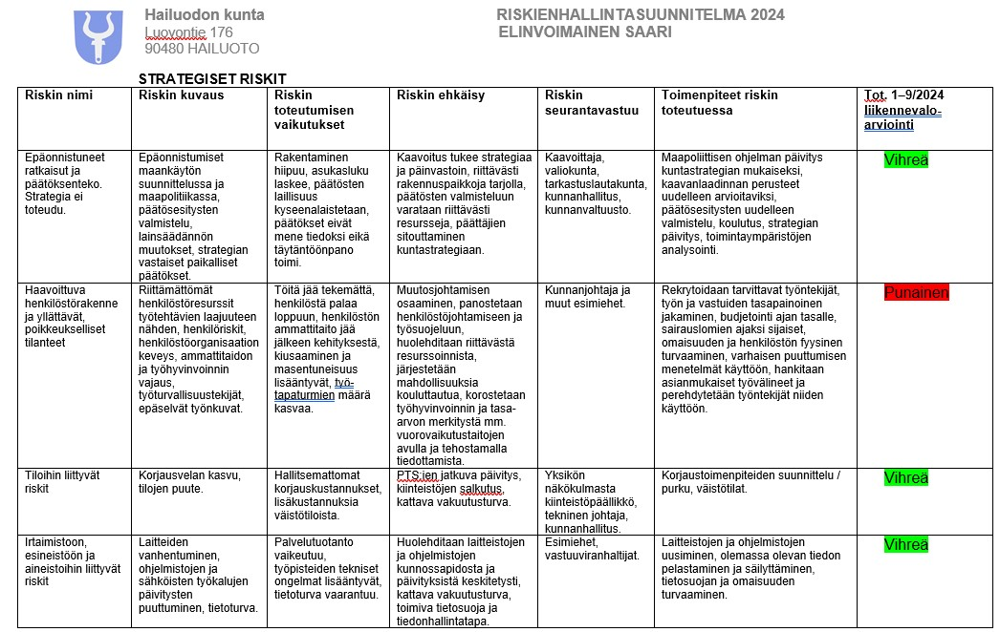 Hailuodon kunta
Luovontie 176
90480 HAILUOTO
RISKIENHALLINTASUUNNITELMA 2024
ELINVOIMAINEN SAARI
STRATEGISET RISKIT
Riskin nimi
Riskin kuvaus
Riskin
toteutumisen
vaikutukset
Riskin ehkäisy
Riskin
seurantavastuu
Toimenpiteet riskin
toteutuessa
Tot. 1–9/2024
liikennevalo-
arviointi
Epäonnistuneet
ratkaisut ja
päätöksenteko.
Strategia ei
toteudu.
Epäonnistumiset
maankäytön
suunnittelussa ja
maapolitiikassa,
päätösesitysten
valmistelu,
lainsäädännön
muutokset, strategian
vastaiset paikalliset
päätökset.
Rakentaminen
hiipuu, asukasluku
laskee, päätösten
laillisuus
kyseenalaistetaan,
päätökset eivät
mene tiedoksi eikä
täytäntöönpano
toimi.
Kaavoitus tukee strategiaa
ja päinvastoin, riittävästi
rakennuspaikkoja tarjolla,
päätösten valmisteluun
varataan riittävästi
resursseja, päättäjien
sitouttaminen
kuntastrategiaan.
Kaavoittaja,
valiokunta,
tarkastuslautakunta,
kunnanhallitus,
kunnanvaltuusto.
Maapoliittisen ohjelman päivitys
kuntastrategian mukaiseksi,
kaavanlaadinnan perusteet
uudelleen arvioitaviksi,
päätösesitysten uudelleen
valmistelu, koulutus, strategian
päivitys, toimintaympäristöjen
analysointi.
Vihreä
Haavoittuva
henkilöstörakenne
ja yllättävät,
poikkeukselliset
tilanteet
Riittämättömät
henkilöstöresurssit
työtehtävien laajuuteen
nähden, henkilöriskit,
henkilöstöorganisaation
keveys, ammattitaidon
ja työhyvinvoinnin
vajaus,
työturvallisuustekijät,
epäselvät työnkuvat.
Töitä jää tekemättä,
henkilöstä palaa
loppuun, henkilöstön
ammattitaito jää
jälkeen kehityksestä,
kiusaaminen ja
masentuneisuus
lisääntyvät, työ-
tapaturmien määrä
kasvaa.
Muutosjohtamisen
osaaminen, panostetaan
henkilöstöjohtamiseen ja
työsuojeluun,
huolehditaan riittävästä
resurssoinnista,
järjestetään
mahdollisuuksia
kouluttautua, korostetaan
työhyvinvoinnin ja tasa-
arvon merkitystä mm.
vuorovaikutustaitojen
avulla ja tehostamalla
tiedottamista.
Kunnanjohtaja ja
muut esimiehet.
Rekrytoidaan tarvittavat työntekijät,
työn ja vastuiden tasapainoinen
jakaminen, budjetointi ajan tasalle,
sairauslomien ajaksi sijaiset,
omaisuuden ja henkilöstön fyysinen
turvaaminen, varhaisen puuttumisen
menetelmät käyttöön, hankitaan
asianmukaiset työvälineet ja
perehdytetään työntekijät niiden
käyttöön.
Punainen
Tiloihin liittyvät
riskit
Korjausvelan kasvu,
tilojen puute.
Hallitsemattomat
korjauskustannukset,
lisäkustannuksia
väistötiloista.
PTS:ien jatkuva päivitys,
kiinteistöjen salkutus,
kattava vakuutusturva.
Yksikön
näkökulmasta
kiinteistöpäällikkö,
tekninen johtaja,
kunnanhallitus.
Korjaustoimenpiteiden suunnittelu /
purku, väistötilat.
Vihreä
Irtaimistoon,
esineistöön ja
aineistoihin liittyvät
riskit
Laitteiden
vanhentuminen,
ohjelmistojen ja
sähköisten työkalujen
päivitysten
puuttuminen, tietoturva.
Palvelutuotanto
vaikeutuu,
työpisteiden tekniset
ongelmat lisääntyvät,
tietoturva vaarantuu.
Huolehditaan laitteistojen
ja ohjelmistojen
kunnossapidosta ja
päivityksistä keskitetysti,
kattava vakuutusturva,
toimiva tietosuoja ja
tiedonhallintatapa.
Esimiehet,
vastuuviranhaltijat.
Laitteistojen ja ohjelmistojen
uusiminen, olemassa olevan tiedon
pelastaminen ja säilyttäminen,
tietosuojan ja omaisuuden
turvaaminen.
Vihreä